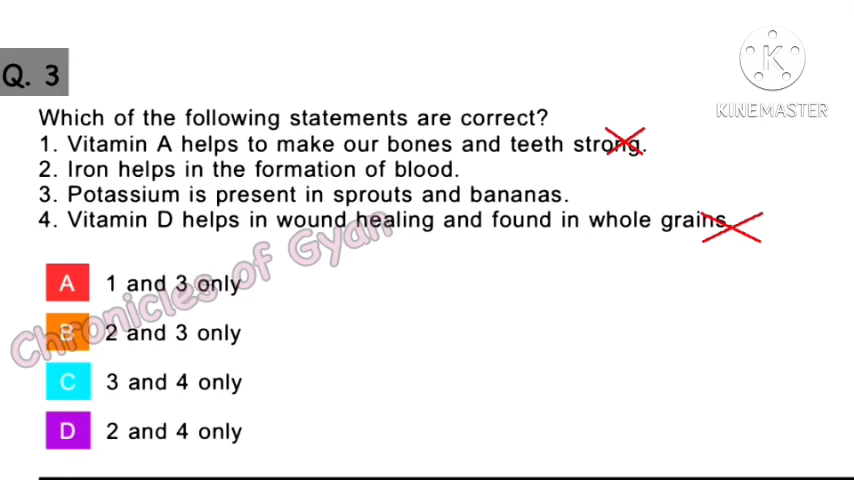 Q. 3
KINEMASTER
Which of the following statements are correct?
1. Vitamin A helps to make our bones and teeth strong.
2. Iron helps in the formation of blood.
3. Potassium is present in sprouts and bananas.
4. Vitamin D helps in wound healing and found in whole grains.
Chronicles of Gyan
A 1 and 3 only
B 2 and 3 only
C 3 and 4 only
D 2 and 4 only